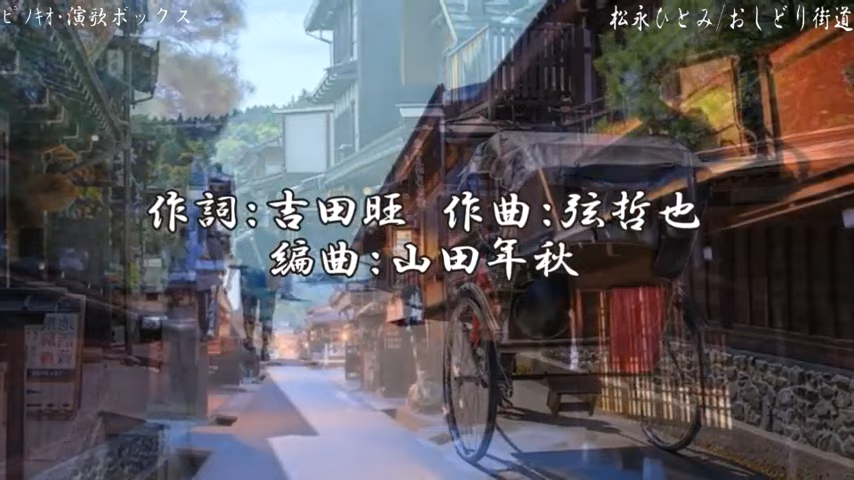 ピノキオ・演歌ボックス
松永ひとみ/おしどり街道
作詞:吉田旺 作曲:弦哲也
編曲:山田年秋